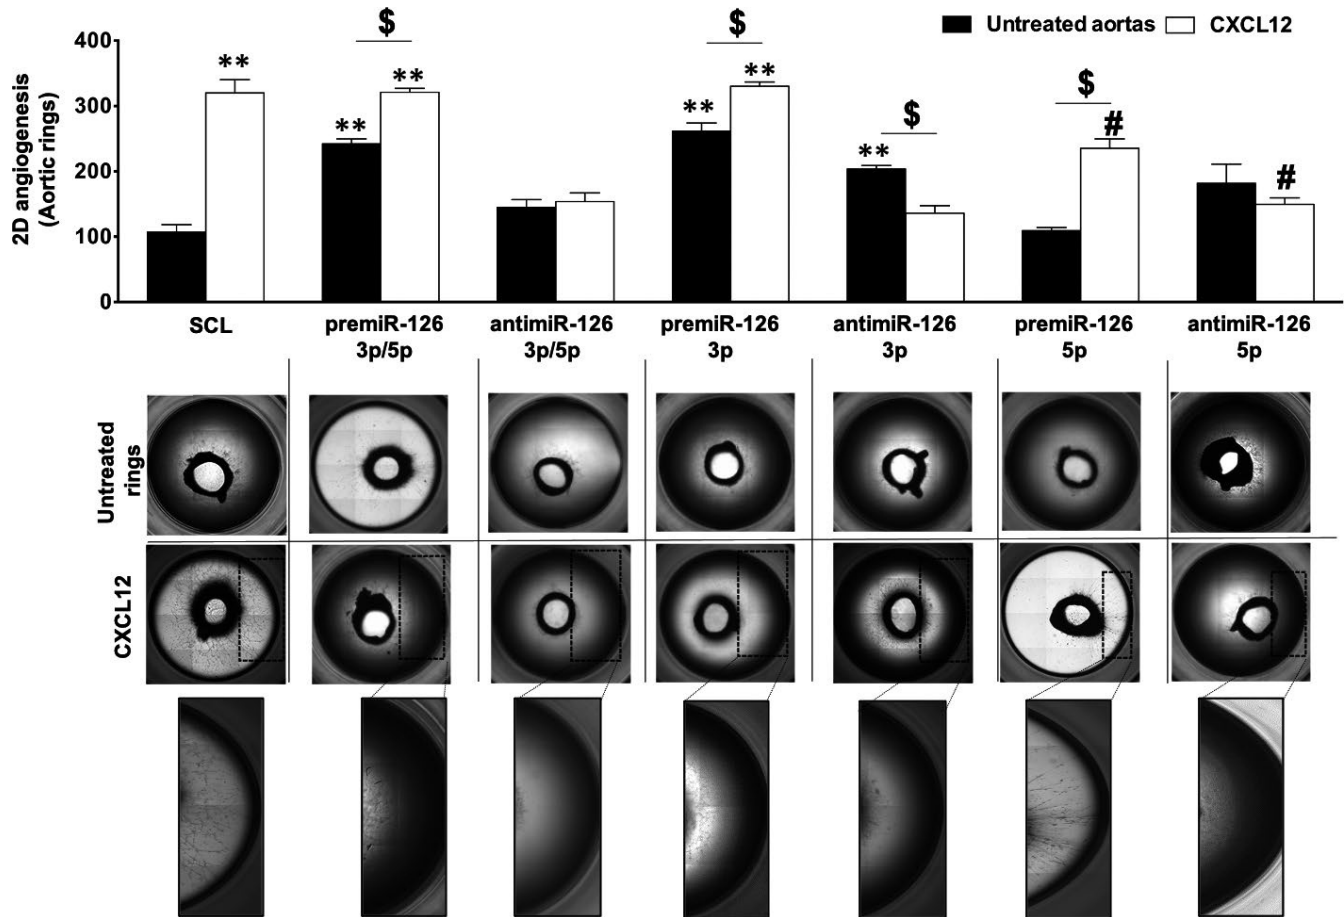 Untreated aortas CXCL12
2D angiogenesis
(Aortic rings)
400
300
200
100
0
**
$
**
**
$
**
**
$
**
$
#
#
SCL
premiR-126
3p/5p
antimiR-126
3p/5p
premiR-126
3p
antimiR-126
3p
premiR-126
5p
antimiR-126
5p
Untreated
rings
CXCL12